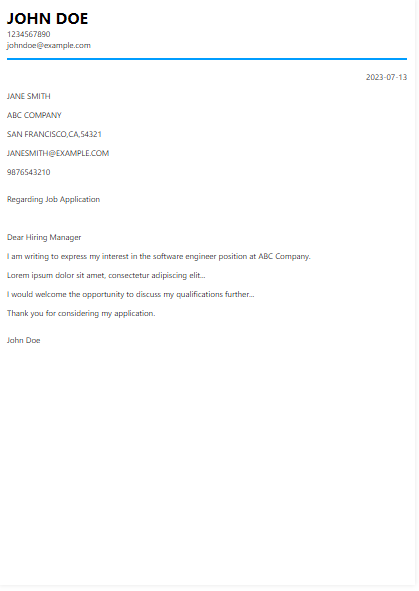 JOHN DOE
1234567890
johndoe@example.com
2023-07-13
JANE SMITH
ABC COMPANY
SAN FRANCISCO,CA,54321
JANESMITH@EXAMPLE.COM
9876543210
Regarding Job Application
Dear Hiring Manager
I am writing to express my interest in the software engineer position at ABC Company.
Lorem ipsum dolor sit amet, consectetur adipiscing elit...
I would welcome the opportunity to discuss my qualifications further...
Thank you for considering my application.
John Doe